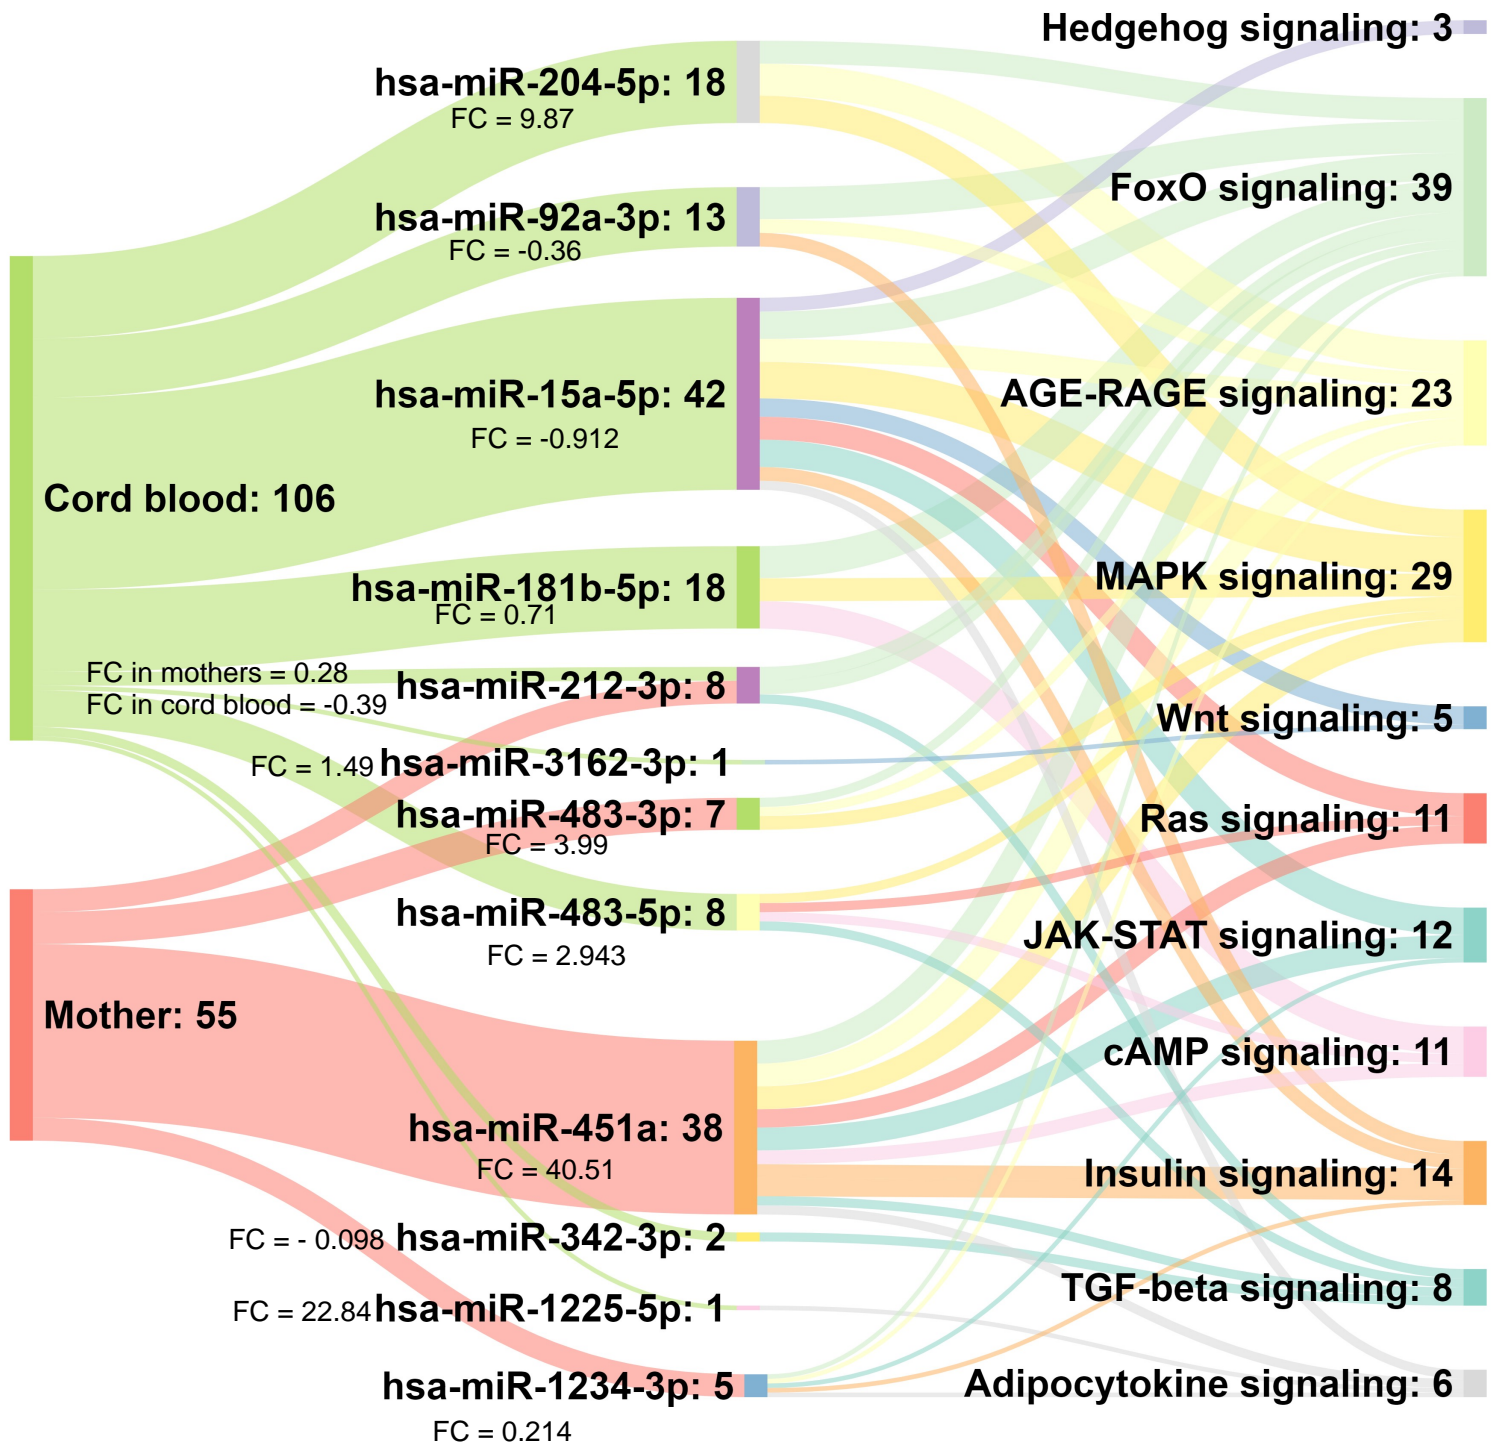 Cord blood: 106
Mother: 55
hsa-miR-204-5p: 18
FC = 9.87
hsa-miR-92a-3p: 13
FC = -0.36
hsa-miR-15a-5p: 42
FC = -0.912
hsa-miR-181b-5p: 18
FC = 0.71
FC in mothers = 0.28
FC in cord blood = -0.39
hsa-miR-212-3p: 8
FC = 1.49
hsa-miR-3162-3p: 1
hsa-miR-483-3p: 7
FC = 3.99
hsa-miR-483-5p: 8
FC = 2.943
hsa-miR-451a: 38
FC = 40.51
FC = - 0.098
hsa-miR-342-3p: 2
FC = 22.84
hsa-miR-1225-5p: 1
hsa-miR-1234-3p: 5
FC = 0.214
Hedgehog signaling: 3
FoxO signaling: 39
AGE-RAGE signaling: 23
MAPK signaling: 29
Wnt signaling: 5
Ras signaling: 11
JAK-STAT signaling: 12
cAMP signaling: 11
Insulin signaling: 14
TGF-beta signaling: 8
Adipocytokine signaling: 6